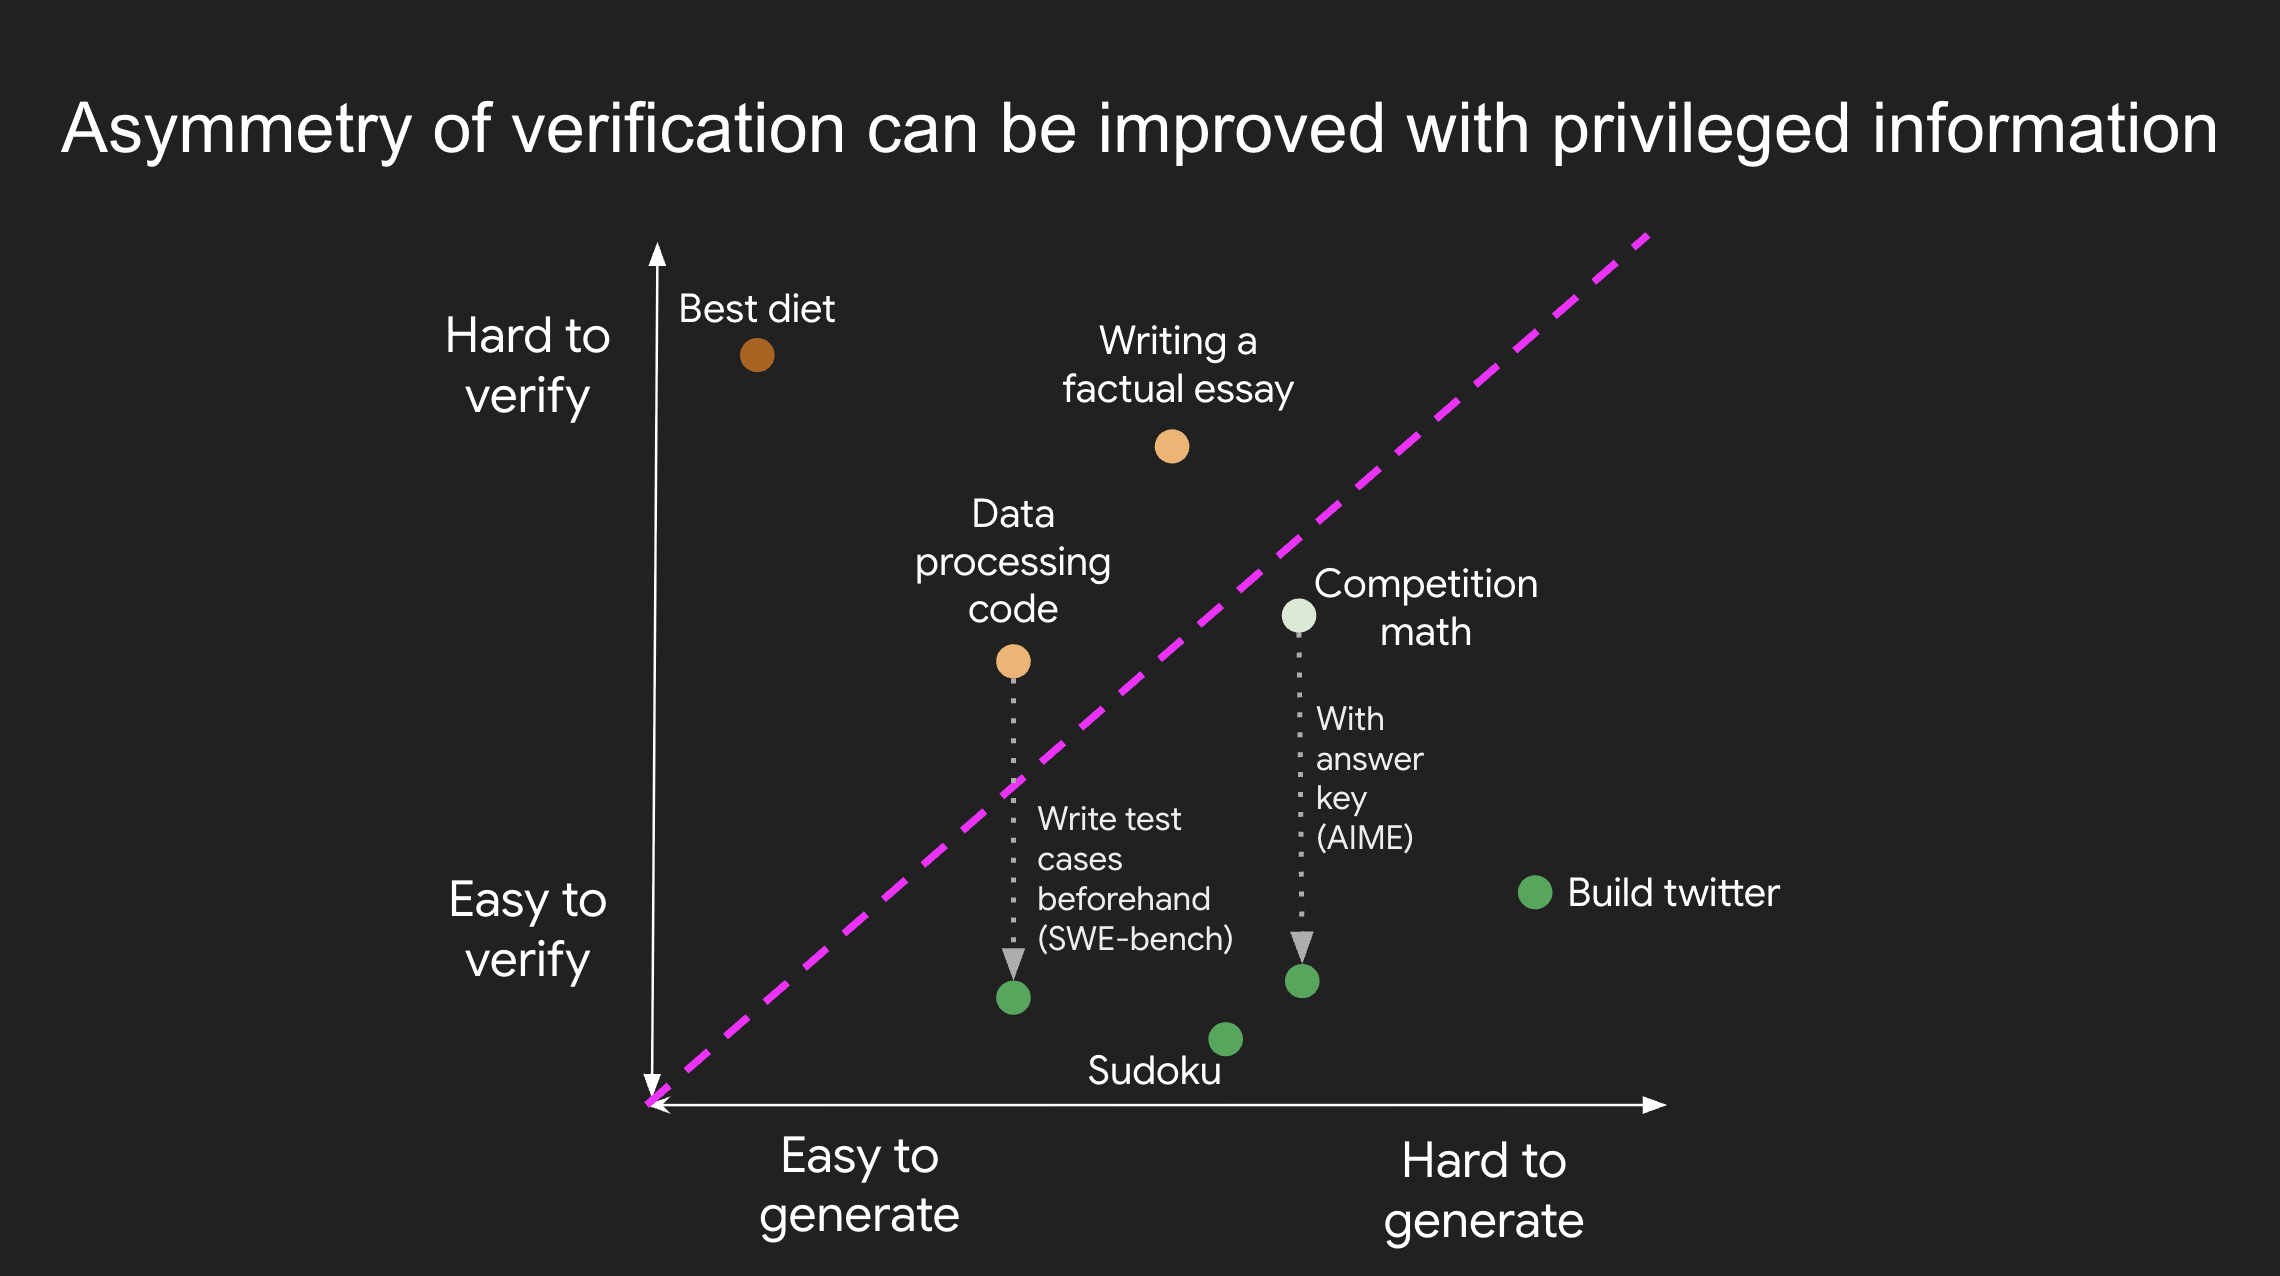 Asymmetry of verification can be improved with privileged information
Hard to
verify
Best diet
Writing a
factual essay
Data
processing
code
Competition
math
With
answer
key
(AIME)
Write test
cases
beforehand
(SWE-bench)
Build twitter
Easy to
verify
Sudoku
Easy to
generate
Hard to
generate